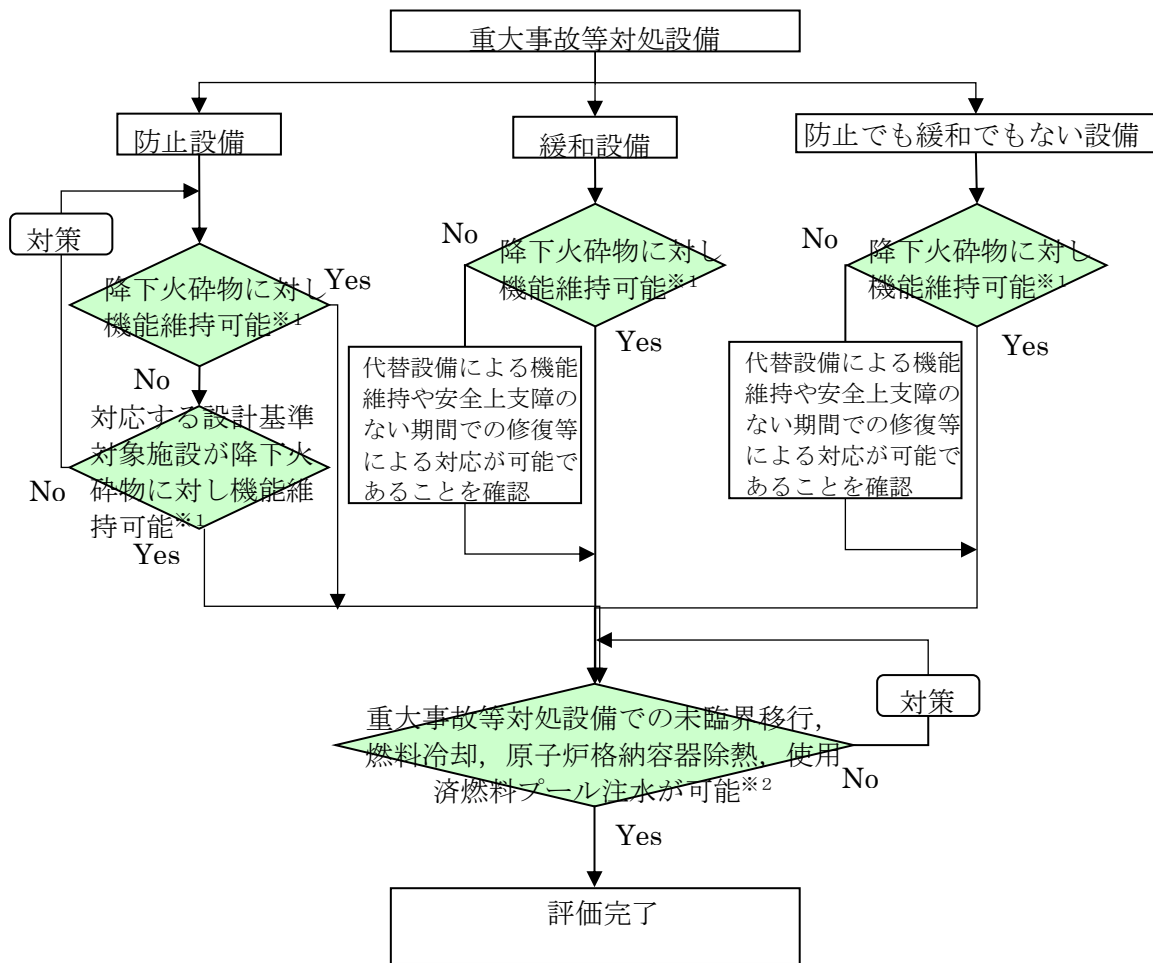 重大事故等対処設備
防止設備
緩和設備
防止でも緩和でもない設備
対策
降下火砕物に対し
機能維持可能※1
Yes
No
対応する設計基準
対象施設が降下火
砕物に対し機能維
持可能※1
No
Yes
No
降下火砕物に対し
機能維持可能※1
Yes
代替設備による機能
維持や安全上支障の
ない期間での修復等
による対応が可能で
あることを確認
No
降下火砕物に対し
機能維持可能※1
Yes
代替設備による機能
維持や安全上支障の
ない期間での修復等
による対応が可能で
あることを確認
対策
重大事故等対処設備での未臨界移行，
燃料冷却，原子炉格納容器除熱，使用
済燃料プール注水が可能※2
No
Yes
評価完了